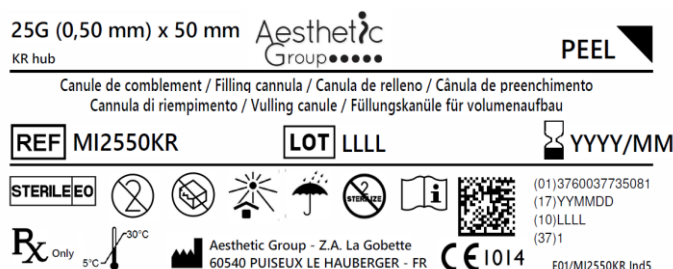 25G (0,50 mm) x 50 mm
KR hub
Aesthetic
Group
PEEL
Canule de comblement / Filling cannula / Canula de relleno / Cânula de preenchimento
Cannula di riempimento / Vulling canule / Füllungskanüle für volumenaufbau
REF MI2550KR
LOT LLLL
YYYY/MM
STERILE EO
2
2
STERILIZE
i
(01)3760037735081
(17)YYMMDD
(10)LLLL
(37)1
Rx Only
5°C
30°C
Aesthetic Group - Z.A. La Gobette
60540 PUISEUX LE HAUBERGER - FR
CE 1014
F01/MI2550KR Ind5